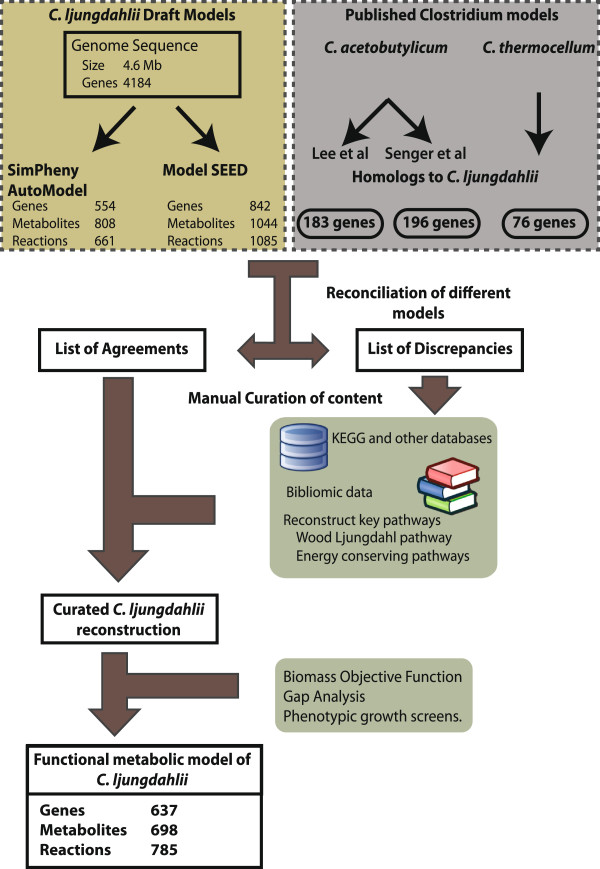 C. ljungdahlii Draft Models
Genome Sequence
Size 4.6 Mb
Genes 4184
SimPheny
AutoModel
Genes 554
Metabolites 808
Reactions 661
Model SEED
Genes 842
Metabolites 1044
Reactions 1085
Published Clostridium models
C. acetobutylicum
C. thermocellum
Lee et al
Senger et al
Homologs to C. ljungdahlii
183 genes
196 genes
76 genes
Reconciliation of different
models
List of Agreements
List of Discrepancies
Manual Curation of content
KEGG and other databases
Bibliomic data
Reconstruct key pathways
Wood Ljungdahl pathway
Energy conserving pathways
Curated C. ljungdahlii
reconstruction
Biomass Objective Function
Gap Analysis
Phenotypic growth screens.
Functional metabolic model of
C. ljungdahlii
Genes 637
Metabolites 698
Reactions 785